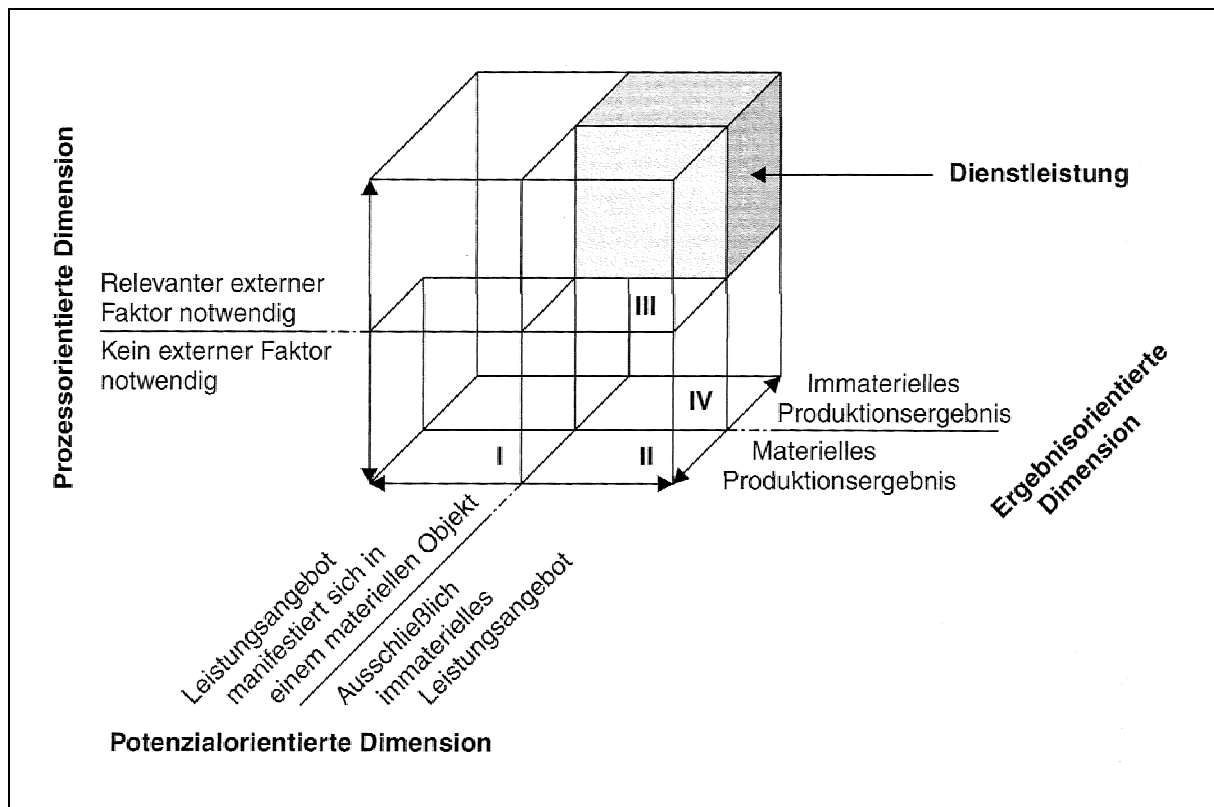 Prozessorientierte Dimension
Dienstleistung
Relevanter externer
Faktor notwendig
Kein externer Faktor
notwendig
III
IV
I
II
Immaterielles
Produktionsergebnis
Materielles
Produktionsergebnis
Ergebnisorientierte
Dimension
Leistungsangebot
manifestiert sich in
einem materiellen Objekt
Ausschließlich
immaterielles
Leistungsangebot
Potenzialorientierte Dimension